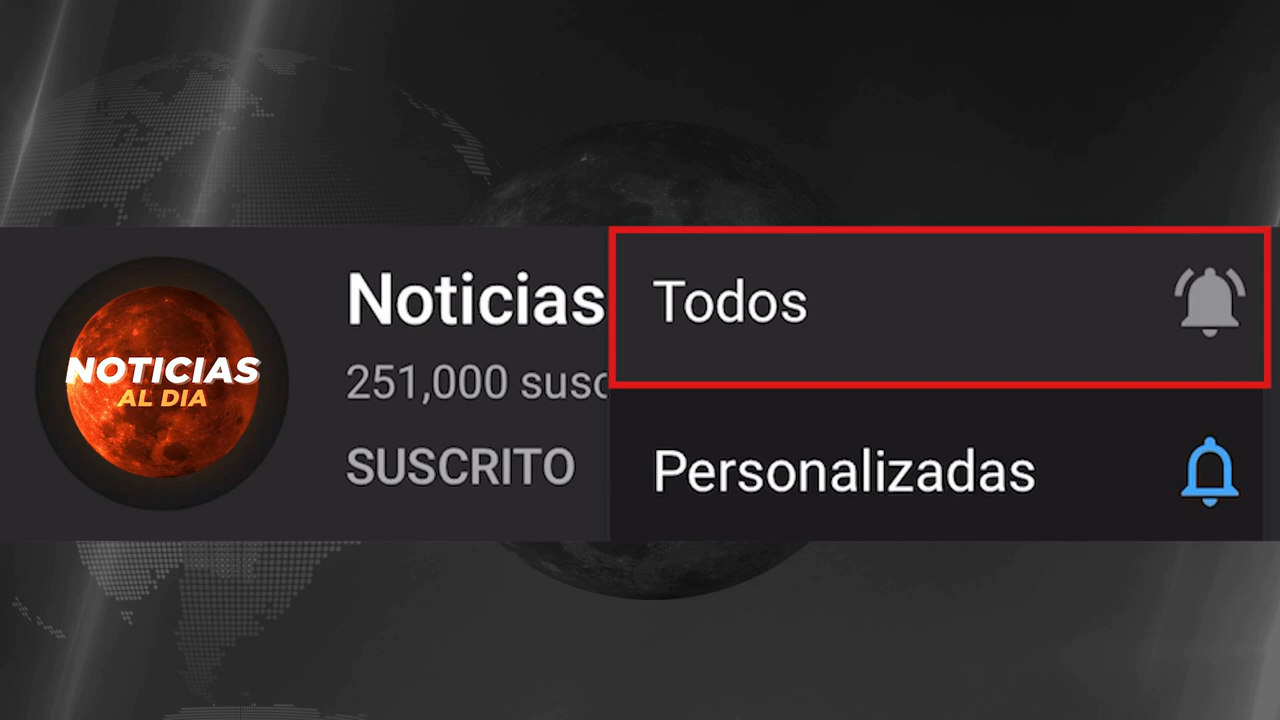 NOTICIAS
AL DIA
Noticias
251,000 susc
SUSCRITO
Todos
Personalizadas